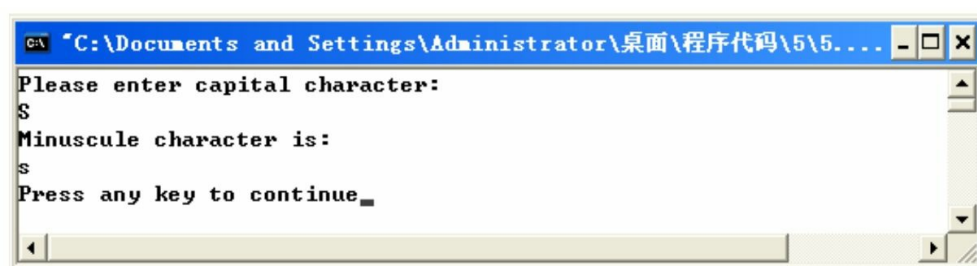 "C:\Documents and Settings\Administrator\桌面\程序代码\5\5....
Please enter capital character:
S
Minuscule character is:
s
Press any key to continue_